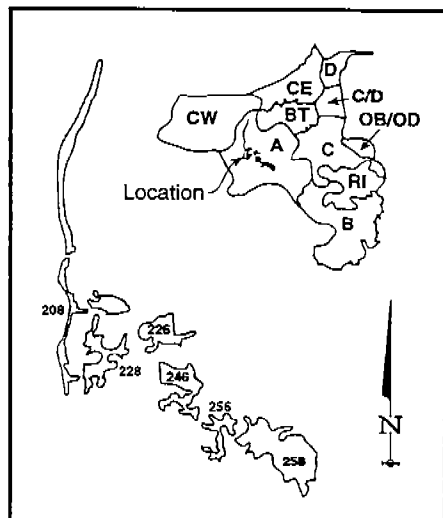 D
CE
C/D
CW
BT
OB/OD
A
C
Location
RI
B
208
226
228
246
256
258
N